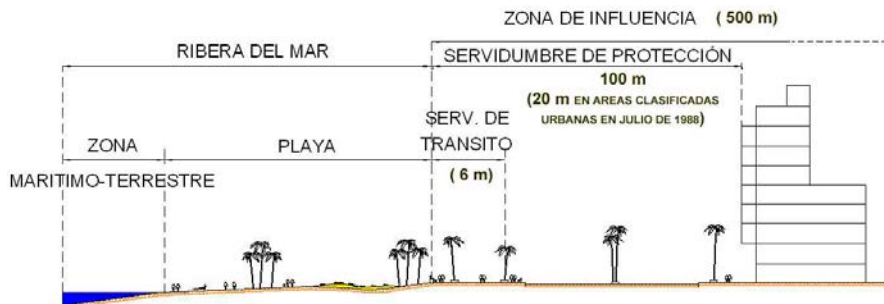 ZONA DE INFLUENCIA ( 500 m)
RIBERA DEL MAR
SERVIDUMBRE DE PROTECCIÓN
100 m
(20 m EN AREAS CLASIFICADAS
URBANAS EN JULIO DE 1988)
SERV. DE
TRANSITO
( 6 m)
ZONA
MARITIMO-TERRESTRE
PLAYA